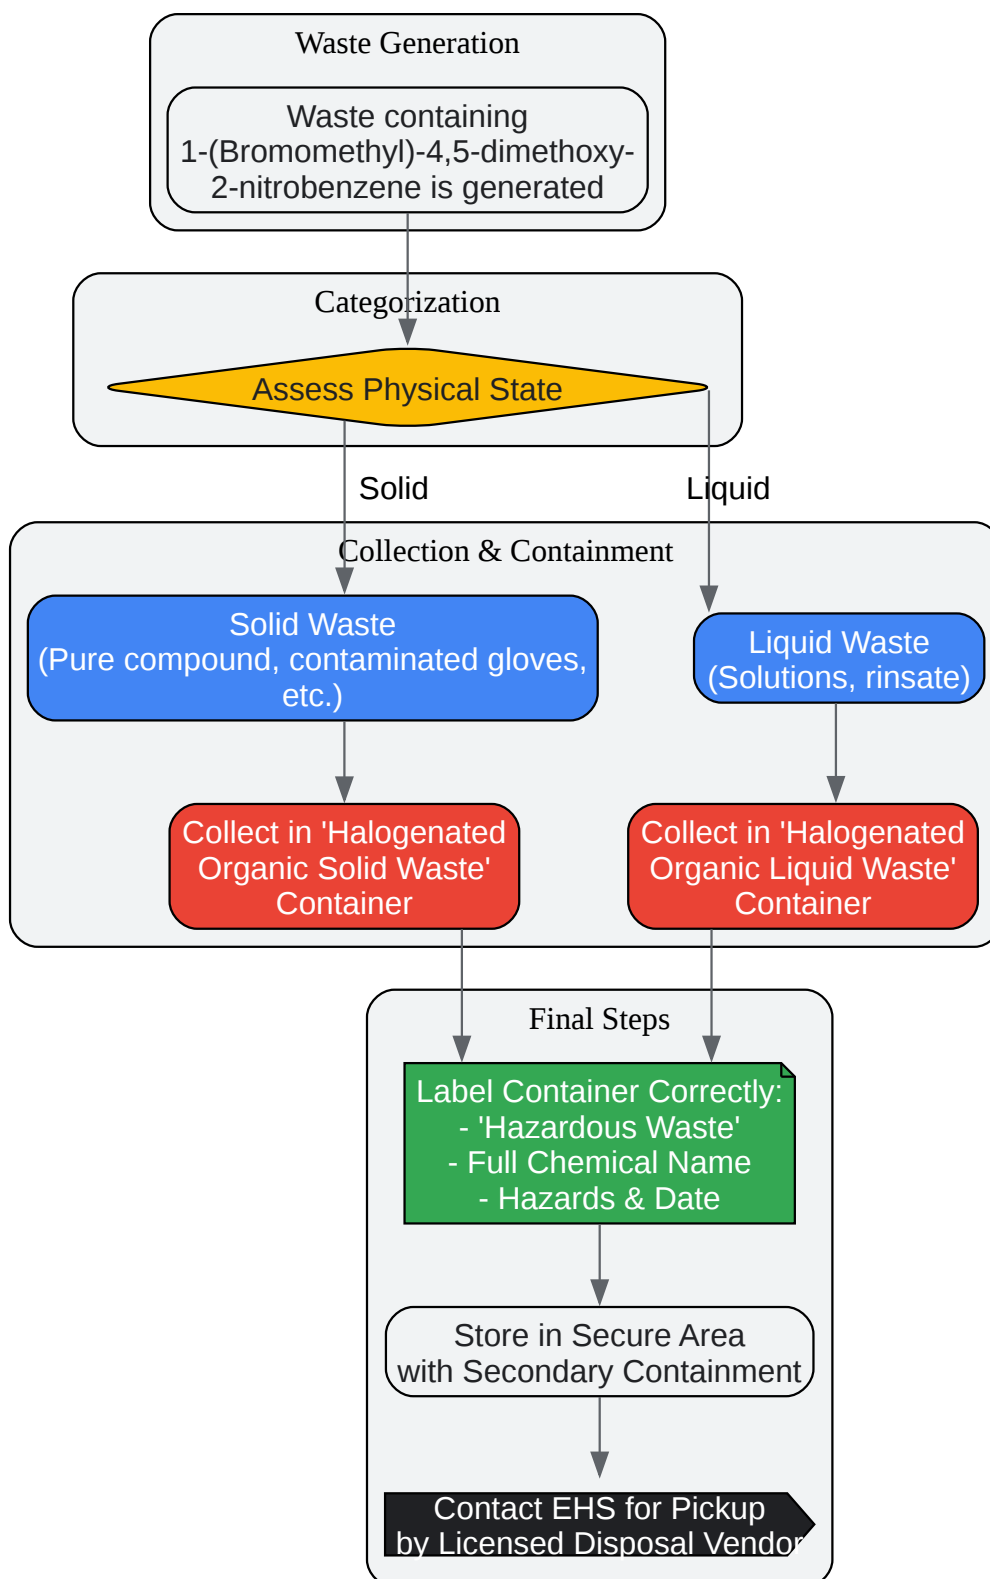 Waste Generation
Waste containing
1-(Bromomethyl)-4,5-dimethoxy-
2-nitrobenzene is generated
Categorization
Assess Physical State
Solid
Liquid
Collection & Containment
Solid Waste
(Pure compound, contaminated gloves,
etc.)
Liquid Waste
(Solutions, rinsate)
Collect in 'Halogenated
Organic Solid Waste'
Container
Collect in 'Halogenated
Organic Liquid Waste'
Container
Final Steps
Label Container Correctly:
- 'Hazardous Waste'
- Full Chemical Name
- Hazards & Date
Store in Secure Area
with Secondary Containment
Contact EHS for Pickup
by Licensed Disposal Vendor